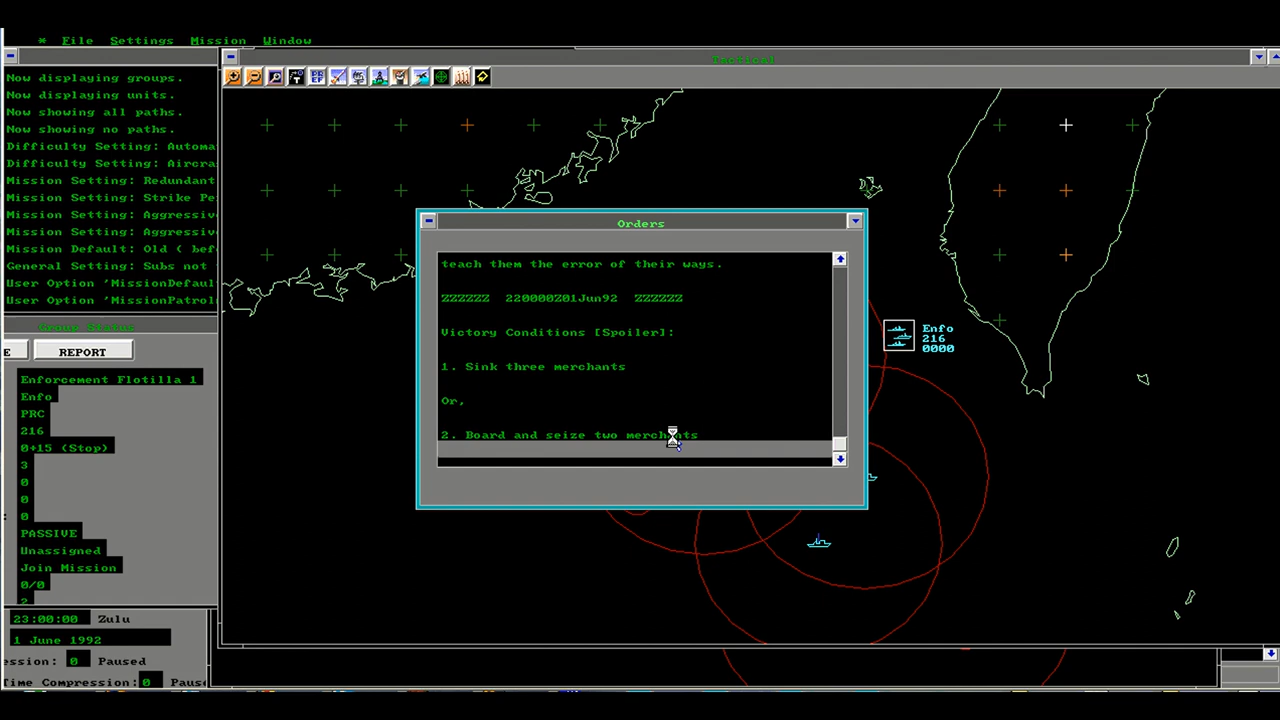 * File Settings Mission Window
Tactical
Now displaying groups.
Now displaying units.
Now showing all paths.
Now showing no paths.
Difficulty Setting: Automa
Difficulty Setting: Aircra
Mission Setting: Redundant
Mission Setting: Strike Pe
Mission Setting: Aggressiv
Mission Setting: Aggressiv
Mission Default: Old ( bef
General Setting: Subs not
User Option 'MissionDefaul
User Option 'MissionPatrol
Group Status
E REPORT
Enforcement Flotilla 1
Enfo
PRC
216
0+15 (Stop)
3
0
0
: 0
PASSIVE
Unassigned
Join Mission
0/0
2
23:00:00 Zulu
1 June 1992
ession: 0 Paused
Time Compression: 0 Paus
Orders
teach them the error of their ways.
ZZZZZZ 220000Z01Jun92 ZZZZZZ
Victory Conditions [Spoiler]:
1. Sink three merchants
Or,
2. Board and seize two merchants
Enfo
216
0000